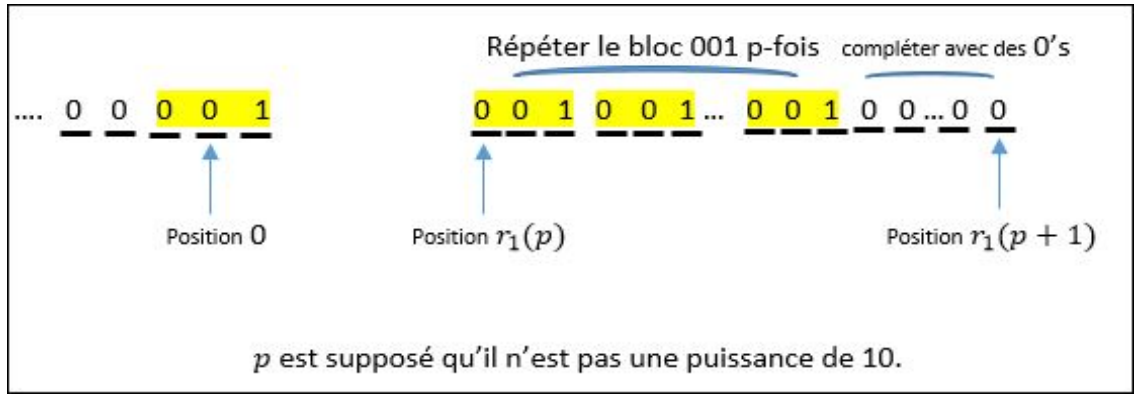 Répéter le bloc 001 p-fois compléter avec des 0’s
.... 0 0 0 0 1 0 0 1 0 0 1 ... 0 0 1 0 0 ... 0 0
Position 0 Position r₁(p) Position r₁(p + 1)
p est supposé qu’il n’est pas une puissance de 10.